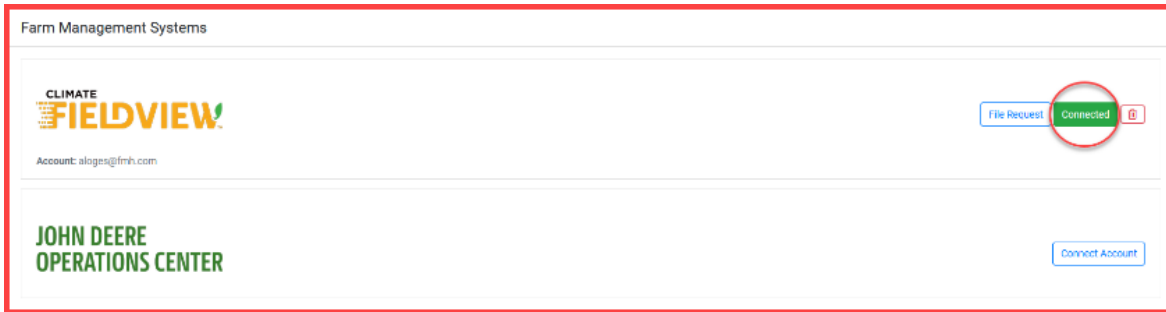 Farm Management Systems
CLIMATE
FIELDVIEW
File Request
Connected
Account: aloges@fmh.com
JOHN DEERE
OPERATIONS CENTER
Connect Account